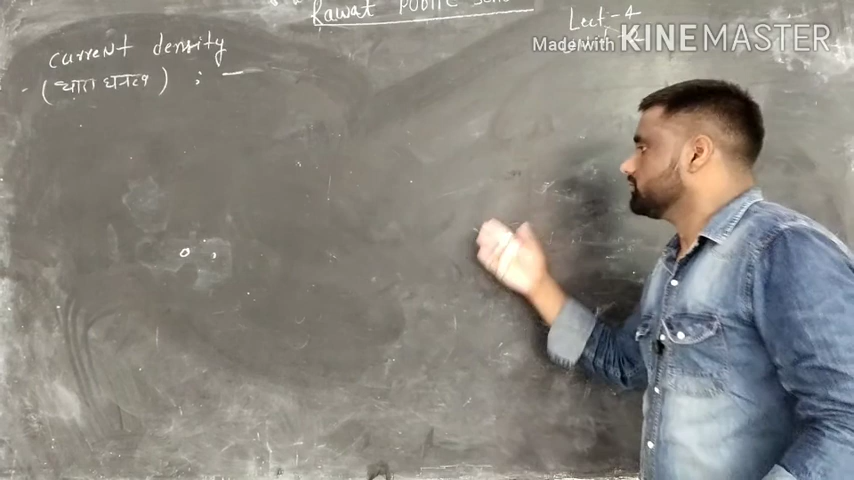 Rawat Public
Lect-4
Made with KINEMASTER
current density
(धारा घनत्व) : —